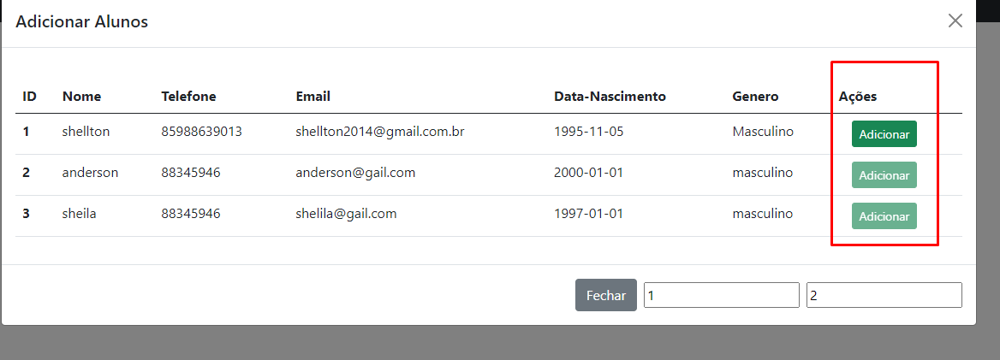 Adicionar Alunos
ID Nome Telefone Email Data-Nascimento Genero Ações
1 shellton 85988639013 shellton2014@gmail.com.br 1995-11-05 Masculino Adicionar
2 anderson 88345946 anderson@gail.com 2000-01-01 masculino Adicionar
3 sheila 88345946 shelila@gail.com 1997-01-01 masculino Adicionar
Fechar 1 2